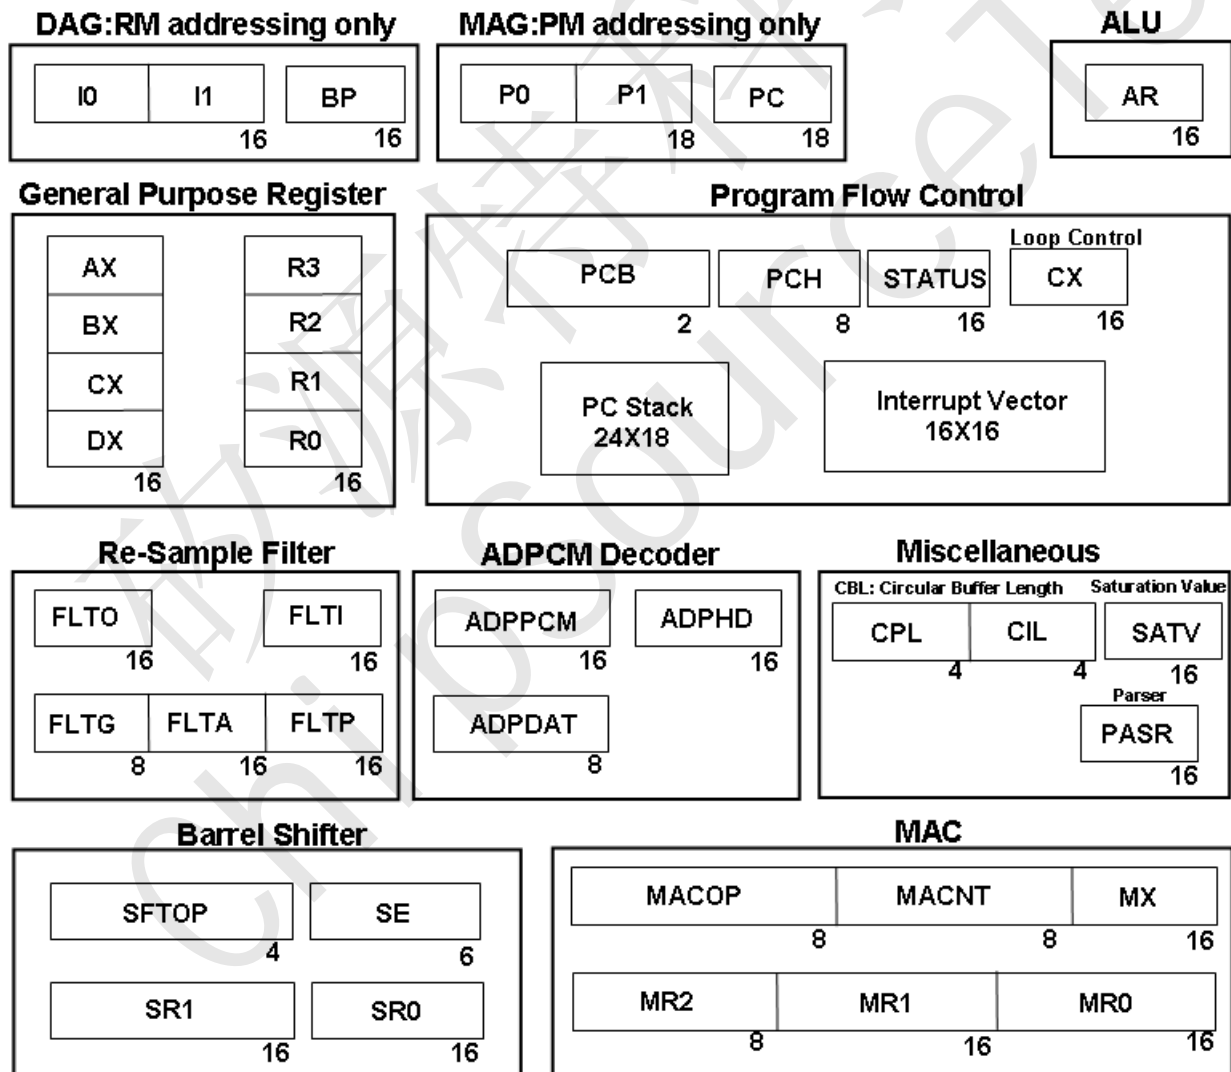 DAG:RM addressing only
MAG:PM addressing only
ALU
I0 I1 BP
16 16
P0 P1 PC
18 18
AR
16
General Purpose Register
AX R3
BX R2
CX R1
DX R0
16 16
Program Flow Control
Loop Control
PCB PCH STATUS CX
2 8 16 16
PC Stack
24X18
Interrupt Vector
16X16
Re-Sample Filter
FLTO FLTI
16 16
FLTG FLTA FLTP
8 16 16
ADPCM Decoder
ADPPCM ADPHD
16 16
ADPDAT
8
Miscellaneous
CBL: Circular Buffer Length Saturation Value
CPL CIL SATV
4 4 16
Parser
PASR
16
Barrel Shifter
SFTOP SE
4 6
SR1 SR0
16 16
MAC
MACOP MACNT MX
8 8 16
MR2 MR1 MR0
8 16 16